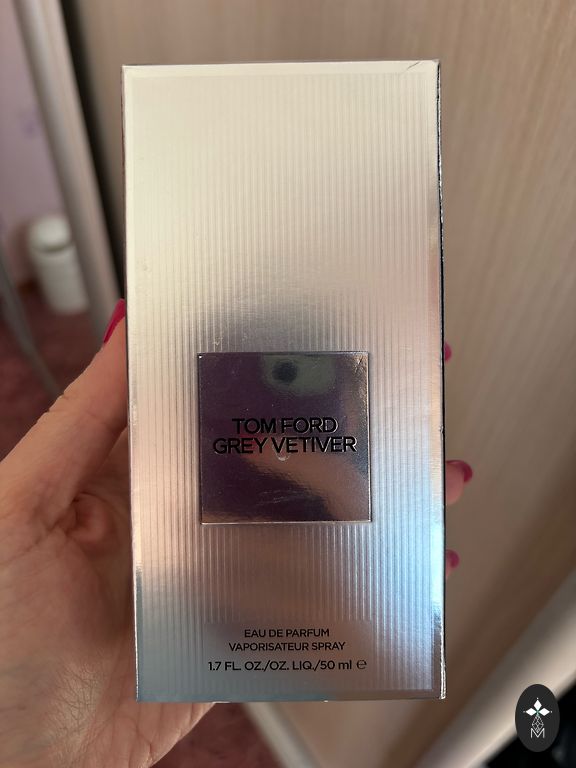 TOM FORD
GREY VETIVER
EAU DE PARFUM
VAPORISATEUR SPRAY
1.7 FL. OZ./OZ. LIQ./50 ml ℮
M